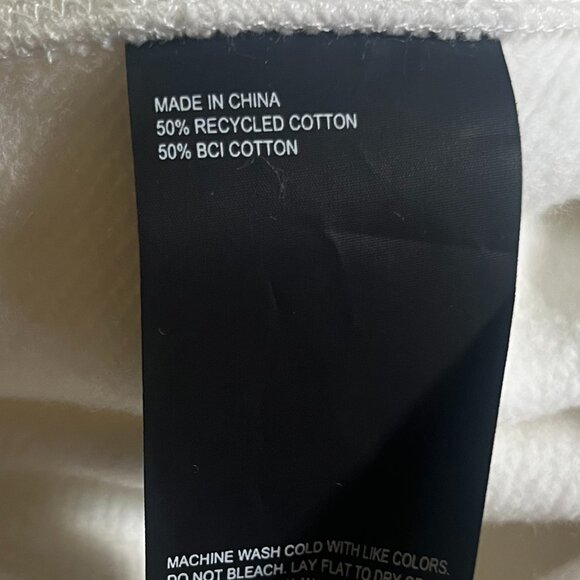 MADE IN CHINA
50% RECYCLED COTTON
50% BCI COTTON
MACHINE WASH COLD WITH LIKE COLORS.
DO NOT BLEACH. LAY FLAT TO DRY.